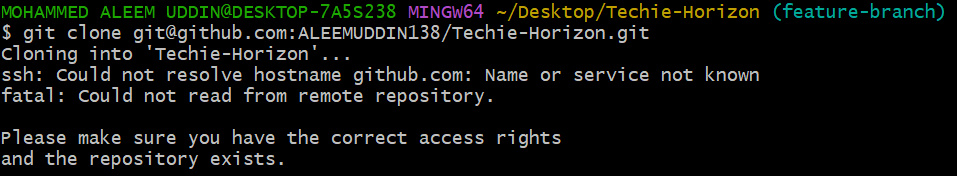 MOHAMMED ALEEM UDDIN@DESKTOP-7A5S238 MINGW64 ~/Desktop/Techie-Horizon (feature-branch)
$ git clone git@github.com:ALEEMUDDIN138/Techie-Horizon.git
Cloning into 'Techie-Horizon'...
ssh: Could not resolve hostname github.com: Name or service not known
fatal: Could not read from remote repository.

Please make sure you have the correct access rights
and the repository exists.